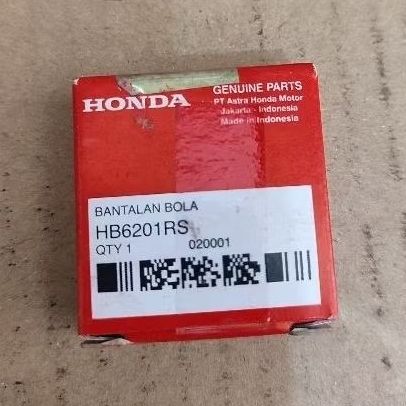 HONDA
GENUINE PARTS
PT Astra Honda Motor
Jakarta - Indonesia
Made in Indonesia
BANTALAN BOLA
HB6201RS
QTY 1 020001